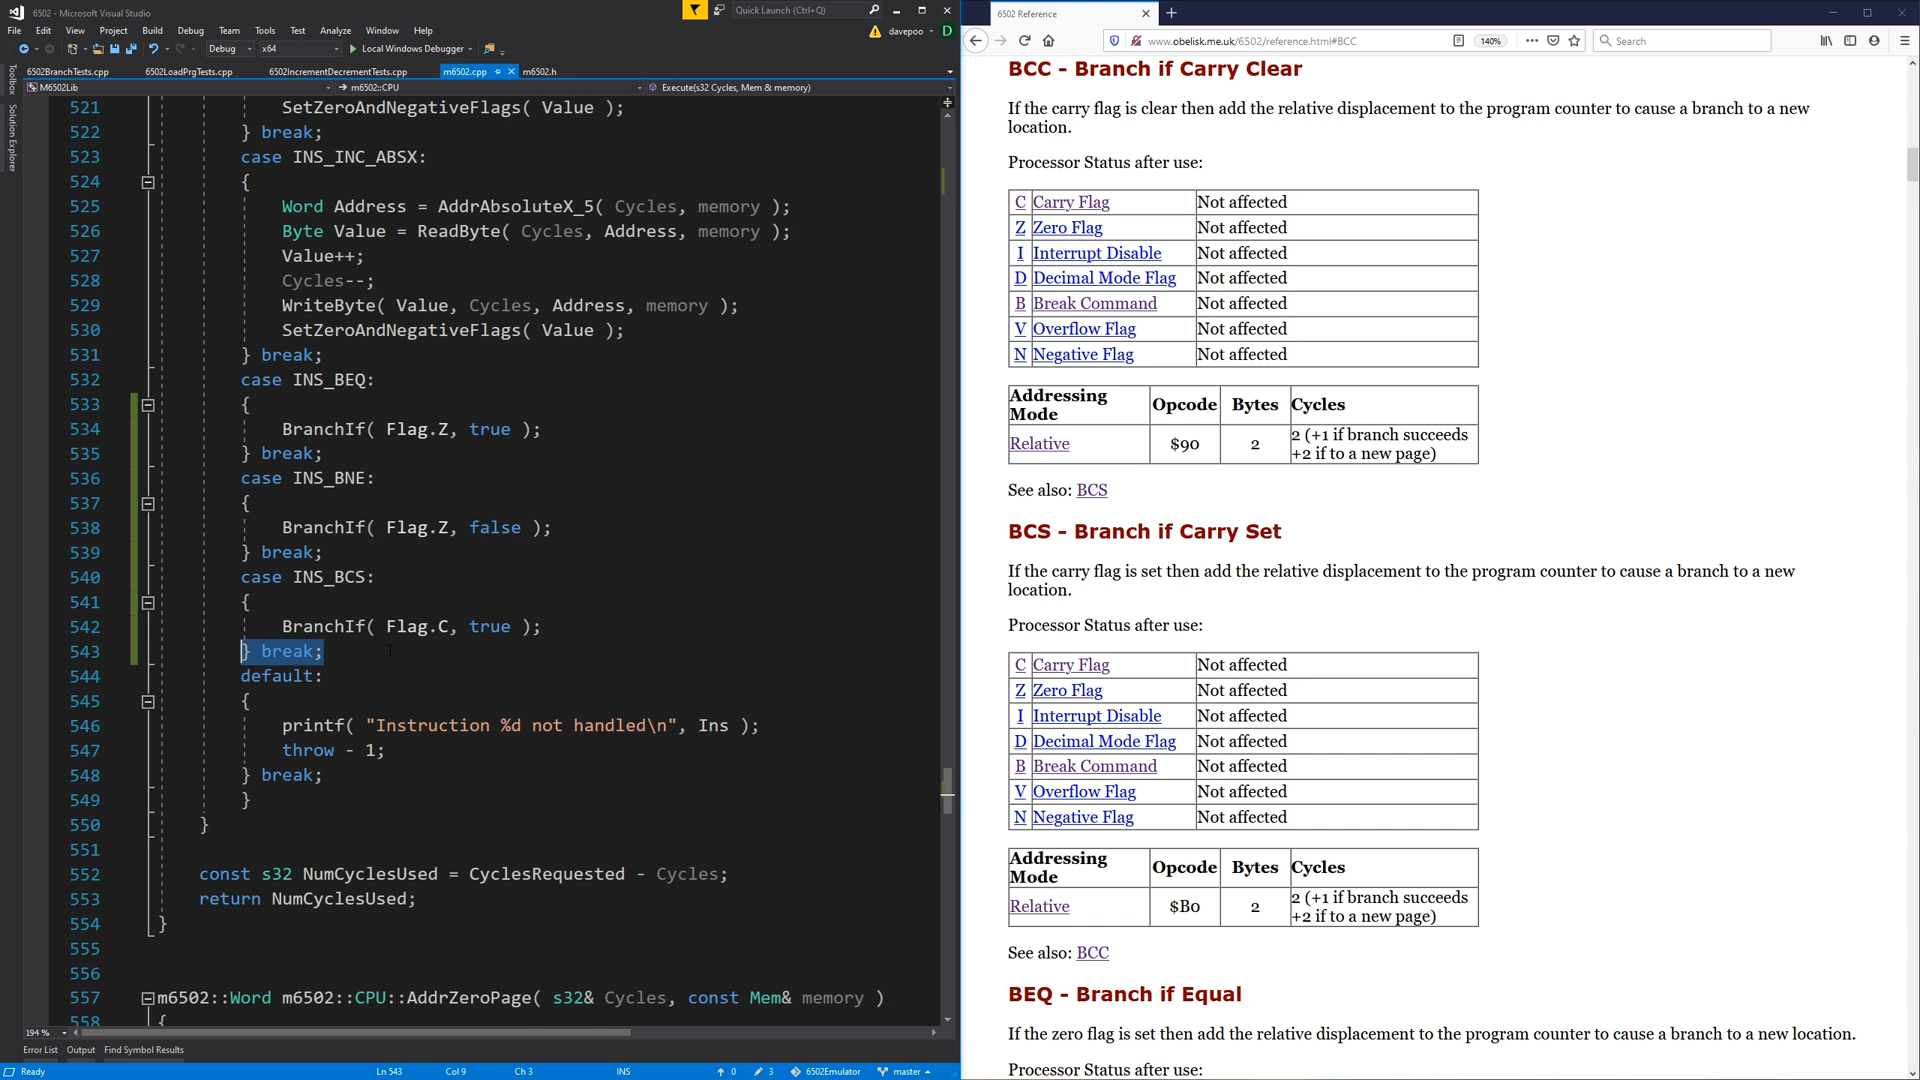 6502 - Microsoft Visual Studio
Quick Launch (Ctrl+Q)
File Edit View Project Build Debug Team Tools Test Analyze Window Help
davepoo D
Debug x64 Local Windows Debugger
Toolbox
Solution Explorer
6502BranchTests.cpp 6502LoadPrgTests.cpp 6502IncrementDecrementTests.cpp m6502.cpp m6502.h
M6502Lib m6502::CPU Execute(s32 Cycles, Mem & memory)
521 SetZeroAndNegativeFlags( Value );
522 } break;
523 case INS_INC_ABSX:
524 {
525 Word Address = AddrAbsoluteX_5( Cycles, memory );
526 Byte Value = ReadByte( Cycles, Address, memory );
527 Value++;
528 Cycles--;
529 WriteByte( Value, Cycles, Address, memory );
530 SetZeroAndNegativeFlags( Value );
531 } break;
532 case INS_BEQ:
533 {
534 BranchIf( Flag.Z, true );
535 } break;
536 case INS_BNE:
537 {
538 BranchIf( Flag.Z, false );
539 } break;
540 case INS_BCS:
541 {
542 BranchIf( Flag.C, true );
543 } break;
544 default:
545 {
546 printf( "Instruction %d not handled\n", Ins );
547 throw - 1;
548 } break;
549 }
550 }
551
552 const s32 NumCyclesUsed = CyclesRequested - Cycles;
553 return NumCyclesUsed;
554 }
555
556
557 m6502::Word m6502::CPU::AddrZeroPage( s32& Cycles, const Mem& memory )
558 {
194 %
Error List Output Find Symbol Results
Ready Ln 543 Col 9 Ch 3 INS 0 3 6502Emulator master
6502 Reference
www.obelisk.me.uk/6502/reference.html#BCC 140% Search
BCC - Branch if Carry Clear
If the carry flag is clear then add the relative displacement to the program counter to cause a branch to a new
location.
Processor Status after use:
C Carry Flag Not affected
Z Zero Flag Not affected
I Interrupt Disable Not affected
D Decimal Mode Flag Not affected
B Break Command Not affected
V Overflow Flag Not affected
N Negative Flag Not affected
Addressing Mode Opcode Bytes Cycles
Relative $90 2 2 (+1 if branch succeeds
+2 if to a new page)
See also: BCS
BCS - Branch if Carry Set
If the carry flag is set then add the relative displacement to the program counter to cause a branch to a new
location.
Processor Status after use:
C Carry Flag Not affected
Z Zero Flag Not affected
I Interrupt Disable Not affected
D Decimal Mode Flag Not affected
B Break Command Not affected
V Overflow Flag Not affected
N Negative Flag Not affected
Addressing Mode Opcode Bytes Cycles
Relative $B0 2 2 (+1 if branch succeeds
+2 if to a new page)
See also: BCC
BEQ - Branch if Equal
If the zero flag is set then add the relative displacement to the program counter to cause a branch to a new location.
Processor Status after use: